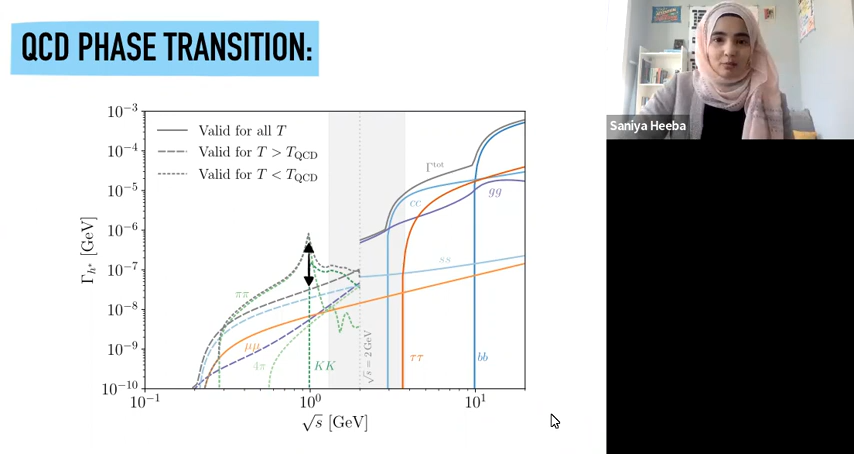 QCD PHASE TRANSITION:
Saniya Heeba
10⁻³
Valid for all T
Valid for T > T_QCD
Valid for T < T_QCD
10⁻⁴
10⁻⁵
10⁻⁶
10⁻⁷
10⁻⁸
10⁻⁹
10⁻¹⁰
Γ_h* [GeV]
Γ^tot
cc
gg
ss
ππ
μμ
4π
KK
√s = 2 GeV
ττ
bb
10⁻¹
10⁰
10¹
√s [GeV]